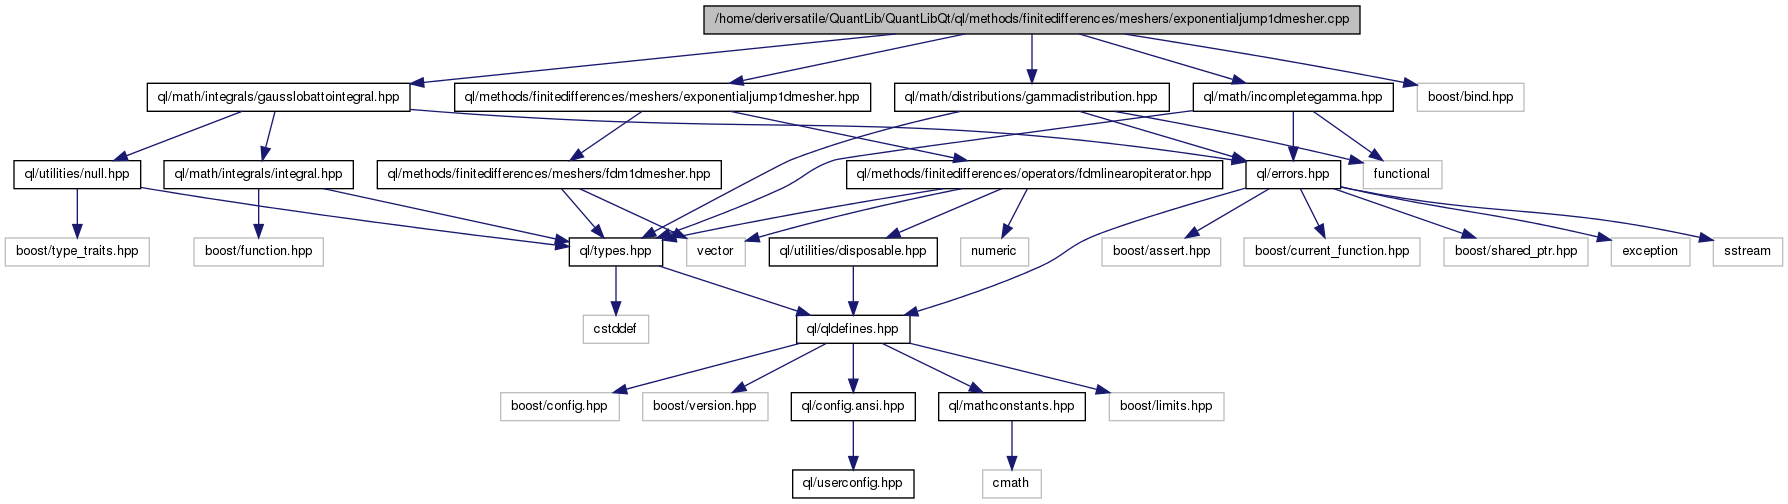 /home/deriversatile/QuantLib/QuantLibQt/ql/methods/finitedifferences/meshers/exponentialjump1dmesher.cpp
ql/math/integrals/gausslobattointegral.hpp
ql/methods/finitedifferences/meshers/exponentialjump1dmesher.hpp
ql/math/distributions/gammadistribution.hpp
ql/math/incompletegamma.hpp
boost/bind.hpp
ql/utilities/null.hpp
ql/math/integrals/integral.hpp
ql/methods/finitedifferences/meshers/fdm1dmesher.hpp
ql/methods/finitedifferences/operators/fdmlinearopiterator.hpp
ql/errors.hpp
functional
boost/type_traits.hpp
boost/function.hpp
ql/types.hpp
vector
ql/utilities/disposable.hpp
numeric
boost/assert.hpp
boost/current_function.hpp
boost/shared_ptr.hpp
exception
sstream
cstddef
ql/qldefines.hpp
boost/config.hpp
boost/version.hpp
ql/config.ansi.hpp
ql/mathconstants.hpp
boost/limits.hpp
ql/userconfig.hpp
cmath